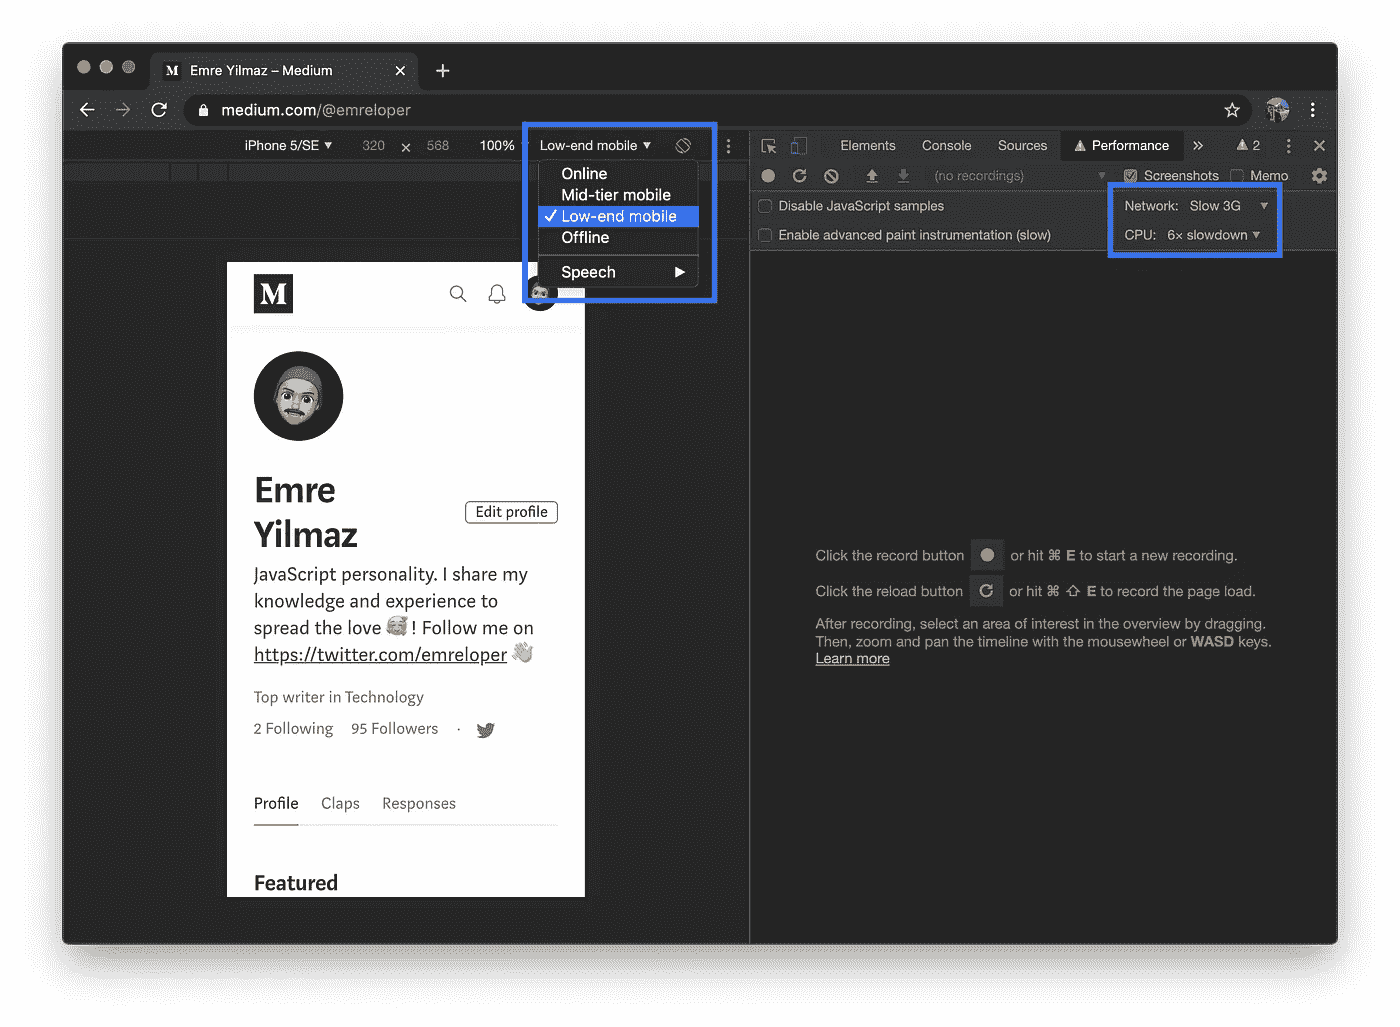 M Emre Yilmaz – Medium
medium.com/@emreloper
iPhone 5/SE ▼ 320 × 568 100% Low-end mobile ▼
Online
Mid-tier mobile
✓ Low-end mobile
Offline
Speech ▶
Elements Console Sources Performance » 2
(no recordings) Screenshots Memo
Disable JavaScript samples Network: Slow 3G ▼
Enable advanced paint instrumentation (slow) CPU: 6× slowdown ▼
M
Emre
Yilmaz
Edit profile
JavaScript personality. I share my
knowledge and experience to
spread the love 🥰 ! Follow me on
https://twitter.com/emreloper 👋
Top writer in Technology
2 Following 95 Followers ·
Profile Claps Responses
Featured
Click the record button or hit ⌘ E to start a new recording.
Click the reload button or hit ⌘ ⇧ E to record the page load.
After recording, select an area of interest in the overview by dragging.
Then, zoom and pan the timeline with the mousewheel or WASD keys.
Learn more